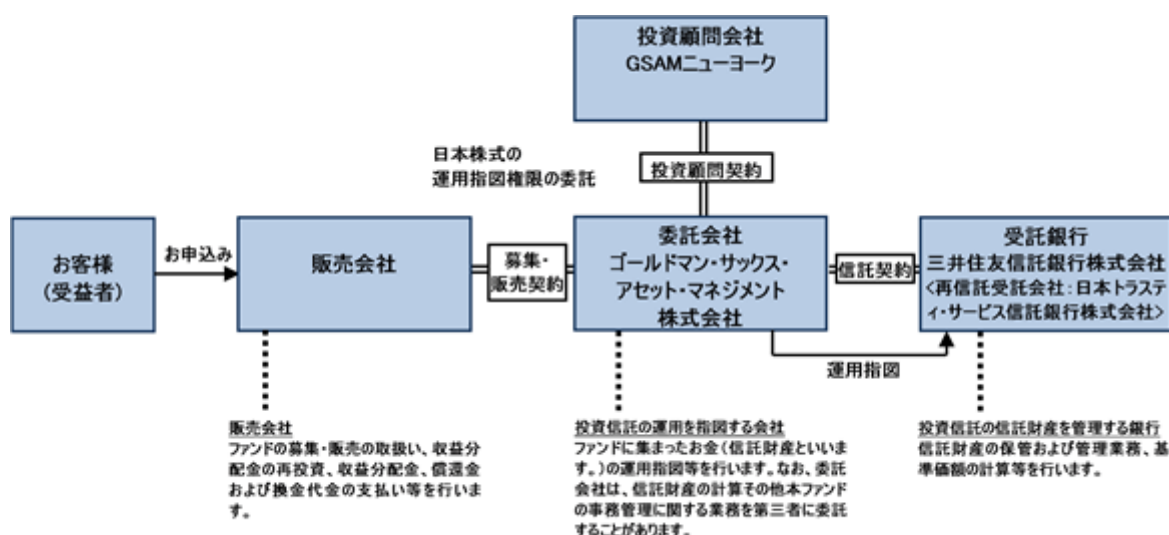 投資顧問会社
GSAMニューヨーク
日本株式の
運用指図権限の委託
投資顧問契約
お客様
(受益者)
お申込み
販売会社
募集・
販売契約
委託会社
ゴールドマン・サックス・
アセット・マネジメント
株式会社
信託契約
受託銀行
三井住友信託銀行株式会社
<再信託受託会社:日本トラステ
ィ・サービス信託銀行株式会社>
運用指図
販売会社
ファンドの募集・販売の取扱い、収益分
配金の再投資、収益分配金、償還金
および換金代金の支払い等を行いま
す。
投資信託の運用を指図する会社
ファンドに集まったお金(信託財産といいま
す。)の運用指図等を行います。なお、委託
会社は、信託財産の計算その他本ファンド
の事務管理に関する業務を第三者に委託
することがあります。
投資信託の信託財産を管理する銀行
信託財産の保管および管理業務、基
準価額の計算等を行います。